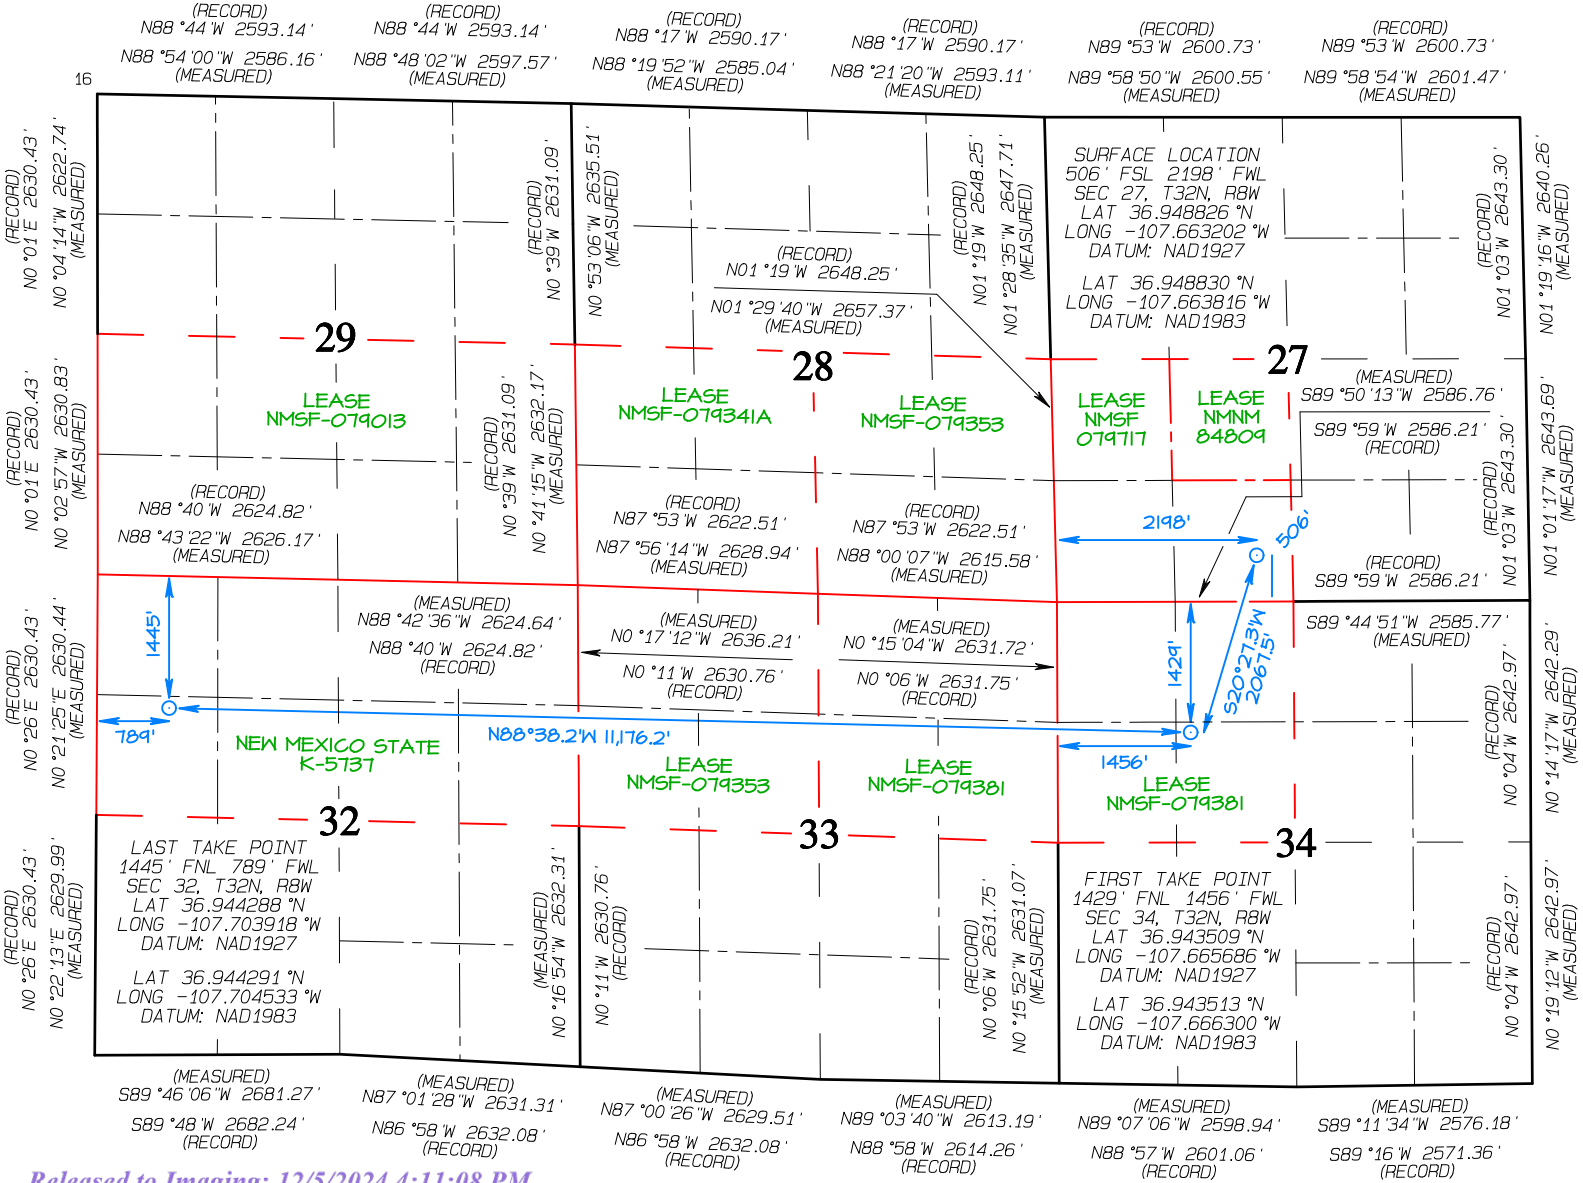 (RECORD)
N88°44'W 2593.14'
N88°54'00"W 2586.16'
(MEASURED)
(RECORD)
N88°44'W 2593.14'
N88°48'02"W 2597.57'
(MEASURED)
(RECORD)
N88°17'W 2590.17'
N88°19'52"W 2585.04'
(MEASURED)
(RECORD)
N88°17'W 2590.17'
N88°21'20"W 2593.11'
(MEASURED)
(RECORD)
N89°53'W 2600.73'
N89°58'50"W 2600.55'
(MEASURED)
(RECORD)
N89°53'W 2600.73'
N89°58'54"W 2601.47'
(MEASURED)
16
(RECORD)
N0°01'E 2630.43'
N0°04'14"W 2622.74'
(MEASURED)
(RECORD)
N0°39'W 2631.09'
N0°53'06"W 2635.51'
(MEASURED)
(RECORD)
N01°19'W 2648.25'
N01°28'35"W 2647.71'
(MEASURED)
(RECORD)
N01°19'W 2648.25'
N01°29'40"W 2657.37'
(MEASURED)
SURFACE LOCATION
506' FSL 2198' FWL
SEC 27, T32N, R8W
LAT 36.948826°N
LONG -107.663202°W
DATUM: NAD1927
LAT 36.948830°N
LONG -107.663816°W
DATUM: NAD1983
(RECORD)
N01°03'W 2643.30'
N01°19'16"W 2640.26'
(MEASURED)
29
28
27
(RECORD)
N0°01'E 2630.43'
N0°02'57"W 2630.83'
(MEASURED)
LEASE
NMSF-079013
(RECORD)
N0°39'W 2631.09'
N0°41'15"W 2632.17'
(MEASURED)
LEASE
NMSF-079341A
LEASE
NMSF-079353
LEASE
NMSF
079717
LEASE
NMNM
84809
(MEASURED)
S89°50'13"W 2586.76'
S89°59'W 2586.21'
(RECORD)
(RECORD)
N01°03'W 2643.30'
N01°01'17"W 2643.69'
(MEASURED)
(RECORD)
N88°40'W 2624.82'
N88°43'22"W 2626.17'
(MEASURED)
(RECORD)
N87°53'W 2622.51'
N87°56'14"W 2628.94'
(MEASURED)
(RECORD)
N87°53'W 2622.51'
N88°00'07"W 2615.58'
(MEASURED)
2198'
506'
(RECORD)
S89°59'W 2586.21'
S89°44'51"W 2585.77'
(MEASURED)
(RECORD)
N0°26'E 2630.43'
N0°21'25"E 2630.44'
(MEASURED)
1445'
(MEASURED)
N88°42'36"W 2624.64'
N88°40'W 2624.82'
(RECORD)
(MEASURED)
N0°17'12"W 2636.21'
N0°11'W 2630.76'
(RECORD)
(MEASURED)
N0°15'04"W 2631.72'
N0°06'W 2631.75'
(RECORD)
1429'
S20°27.3'W
2067.5'
(RECORD)
N0°04'W 2642.97'
N0°14'17"W 2642.29'
(MEASURED)
789'
N88°38.2'W 11,176.2'
1456'
NEW MEXICO STATE
K-5737
LEASE
NMSF-079353
LEASE
NMSF-079381
LEASE
NMSF-079381
32
33
34
(RECORD)
N0°26'E 2630.43'
N0°22'13"E 2629.99'
(MEASURED)
LAST TAKE POINT
1445' FNL 789' FWL
SEC 32, T32N, R8W
LAT 36.944288°N
LONG -107.703918°W
DATUM: NAD1927
LAT 36.944291°N
LONG -107.704533°W
DATUM: NAD1983
(MEASURED)
N0°16'54"W 2632.31'
N0°11'W 2630.76'
(RECORD)
(RECORD)
N0°06'W 2631.75'
N0°15'52"W 2631.07'
(MEASURED)
FIRST TAKE POINT
1429' FNL 1456' FWL
SEC 34, T32N, R8W
LAT 36.943509°N
LONG -107.665686°W
DATUM: NAD1927
LAT 36.943513°N
LONG -107.666300°W
DATUM: NAD1983
(RECORD)
N0°04'W 2642.97'
N0°19'12"W 2642.97'
(MEASURED)
(MEASURED)
S89°46'06"W 2681.27'
S89°48'W 2682.24'
(RECORD)
(MEASURED)
N87°01'28"W 2631.31'
N86°58'W 2632.08'
(RECORD)
(MEASURED)
N87°00'26"W 2629.51'
N86°58'W 2632.08'
(RECORD)
(MEASURED)
N89°03'40"W 2613.19'
N88°58'W 2614.26'
(RECORD)
(MEASURED)
N89°07'06"W 2598.94'
N88°57'W 2601.06'
(RECORD)
(MEASURED)
S89°11'34"W 2576.18'
S89°16'W 2571.36'
(RECORD)
Released to Imaging: 12/5/2024 4:11:08 PM